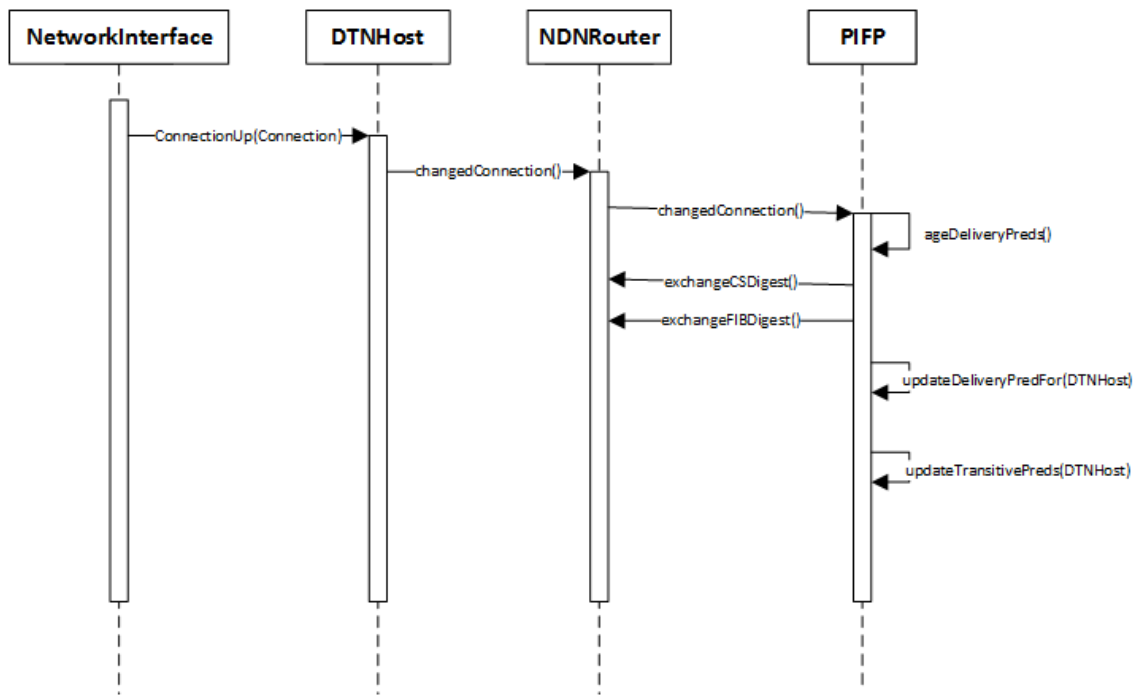 NetworkInterface
DTNHost
NDNRouter
PIFP
ConnectionUp(Connection)
changedConnection()
changedConnection()
ageDeliveryPreds()
exchangeCSDigest()
exchangeFIBDigest()
updateDeliveryPredFor(DTNHost)
updateTransitivePreds(DTNHost)